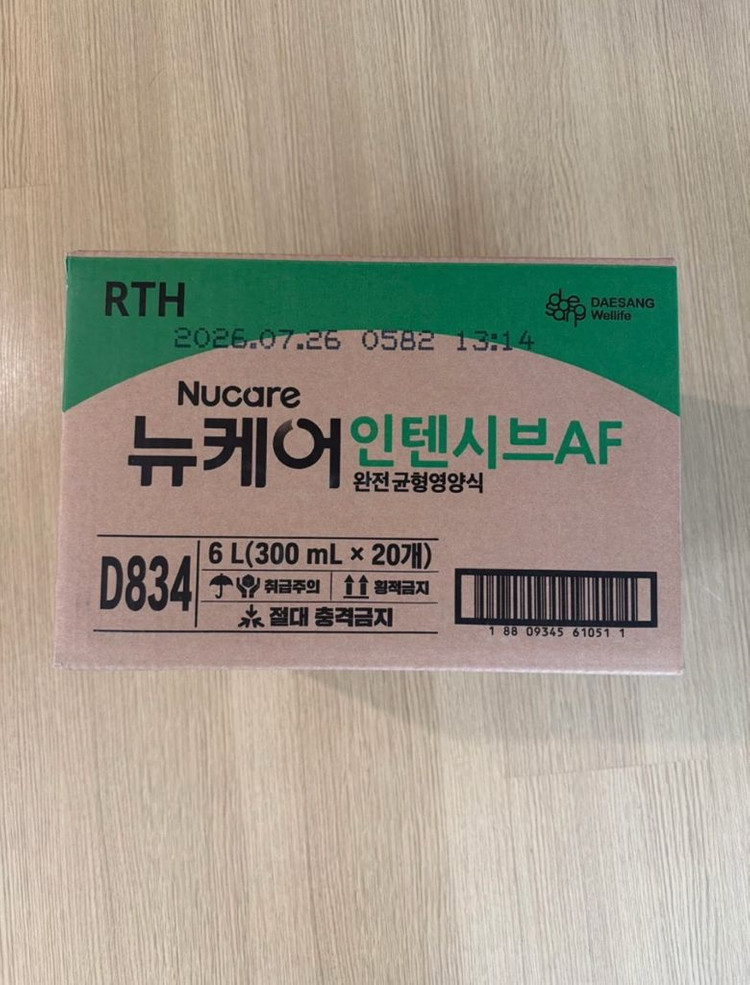 RTH
DAESANG
Wellife
2026.07.26 0582 13:14
Nucare
뉴케어 인텐시브AF
완전균형영양식
D834
6 L(300 mL × 20개)
취급주의 횡적금지
절대 충격금지
1 88 09345 61051 1